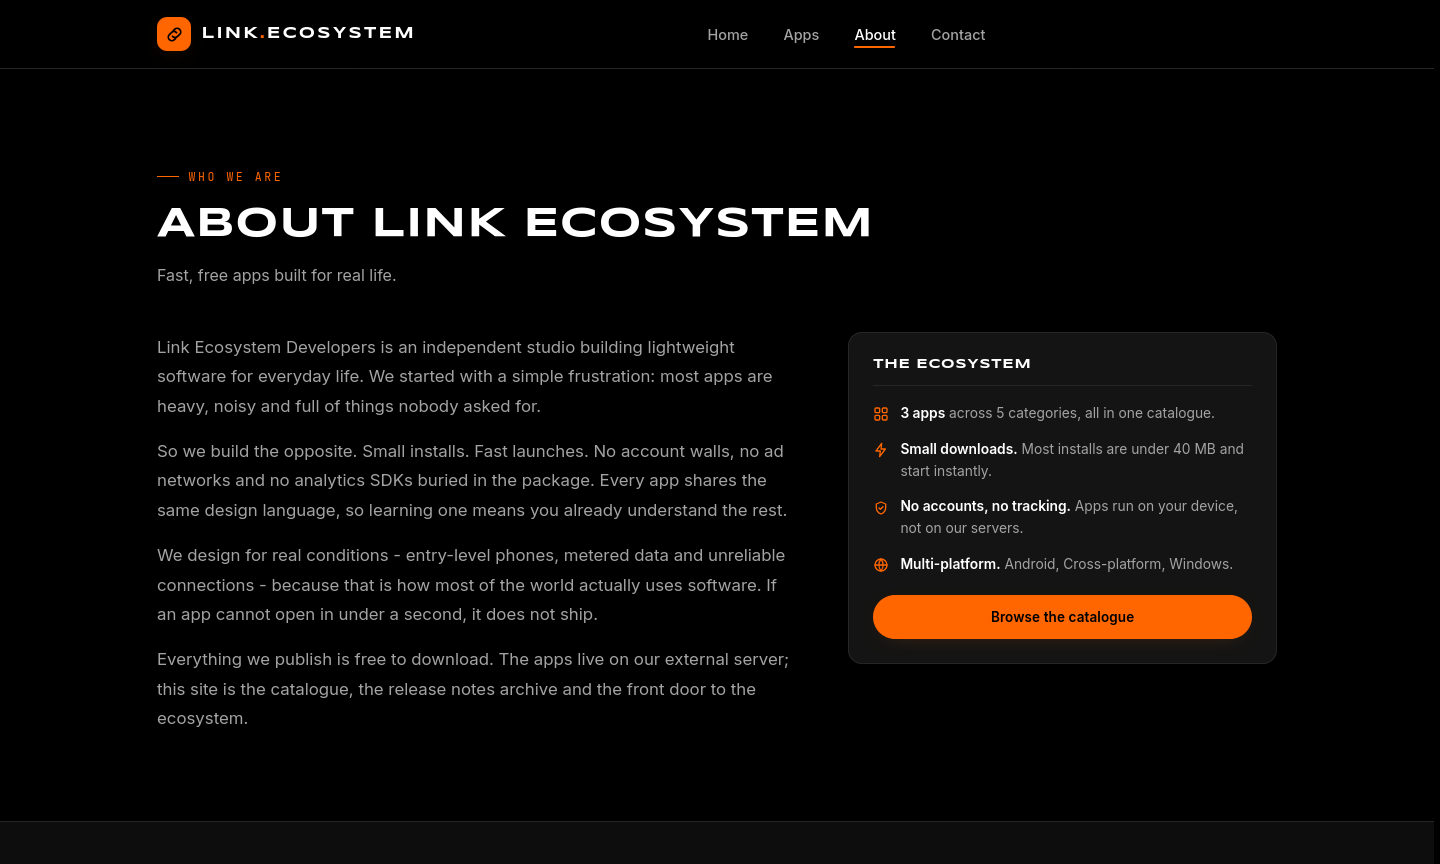 LINK.ECOSYSTEM
Home
Apps
About
Contact
WHO WE ARE
ABOUT LINK ECOSYSTEM
Fast, free apps built for real life.
Link Ecosystem Developers is an independent studio building lightweight
software for everyday life. We started with a simple frustration: most apps are
heavy, noisy and full of things nobody asked for.
So we build the opposite. Small installs. Fast launches. No account walls, no ad
networks and no analytics SDKs buried in the package. Every app shares the
same design language, so learning one means you already understand the rest.
We design for real conditions - entry-level phones, metered data and unreliable
connections - because that is how most of the world actually uses software. If
an app cannot open in under a second, it does not ship.
Everything we publish is free to download. The apps live on our external server;
this site is the catalogue, the release notes archive and the front door to the
ecosystem.
THE ECOSYSTEM
3 apps across 5 categories, all in one catalogue.
Small downloads. Most installs are under 40 MB and
start instantly.
No accounts, no tracking. Apps run on your device,
not on our servers.
Multi-platform. Android, Cross-platform, Windows.
Browse the catalogue